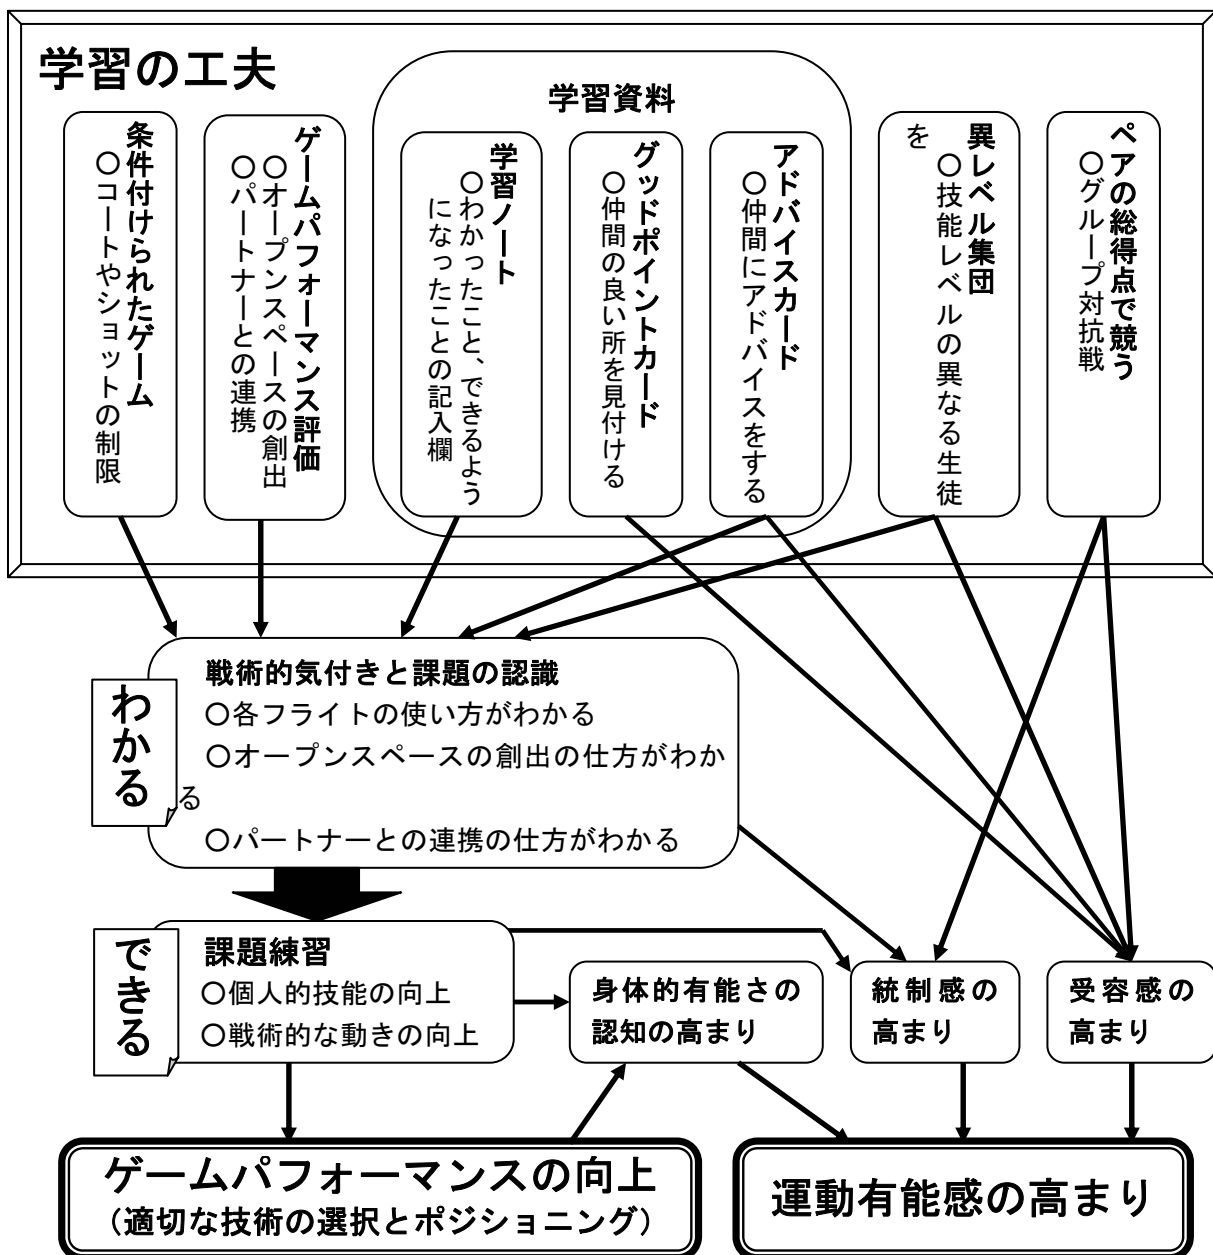 学習の工夫
条件付けられたゲーム
○コートやショットの制限
ゲームパフォーマンス評価
○オープンスペースの創出
○パートナーとの連携
学習資料
学習ノート
○わかったこと、できるよう
になったことの記入欄
グッドポイントカード
○仲間の良い所を見付ける
アドバイスカード
○仲間にアドバイスをする
異レベル集団
○技能レベルの異なる生徒
を
ペアの総得点で競う
○グループ対抗戦
わかる
戦術的気付きと課題の認識
○各フライトの使い方がわかる
○オープンスペースの創出の仕方がわか
る
○パートナーとの連携の仕方がわかる
できる
課題練習
○個人的技能の向上
○戦術的な動きの向上
身体的有能さの
認知の高まり
統制感の
高まり
受容感の
高まり
ゲームパフォーマンスの向上
（適切な技術の選択とポジショニング）
運動有能感の高まり